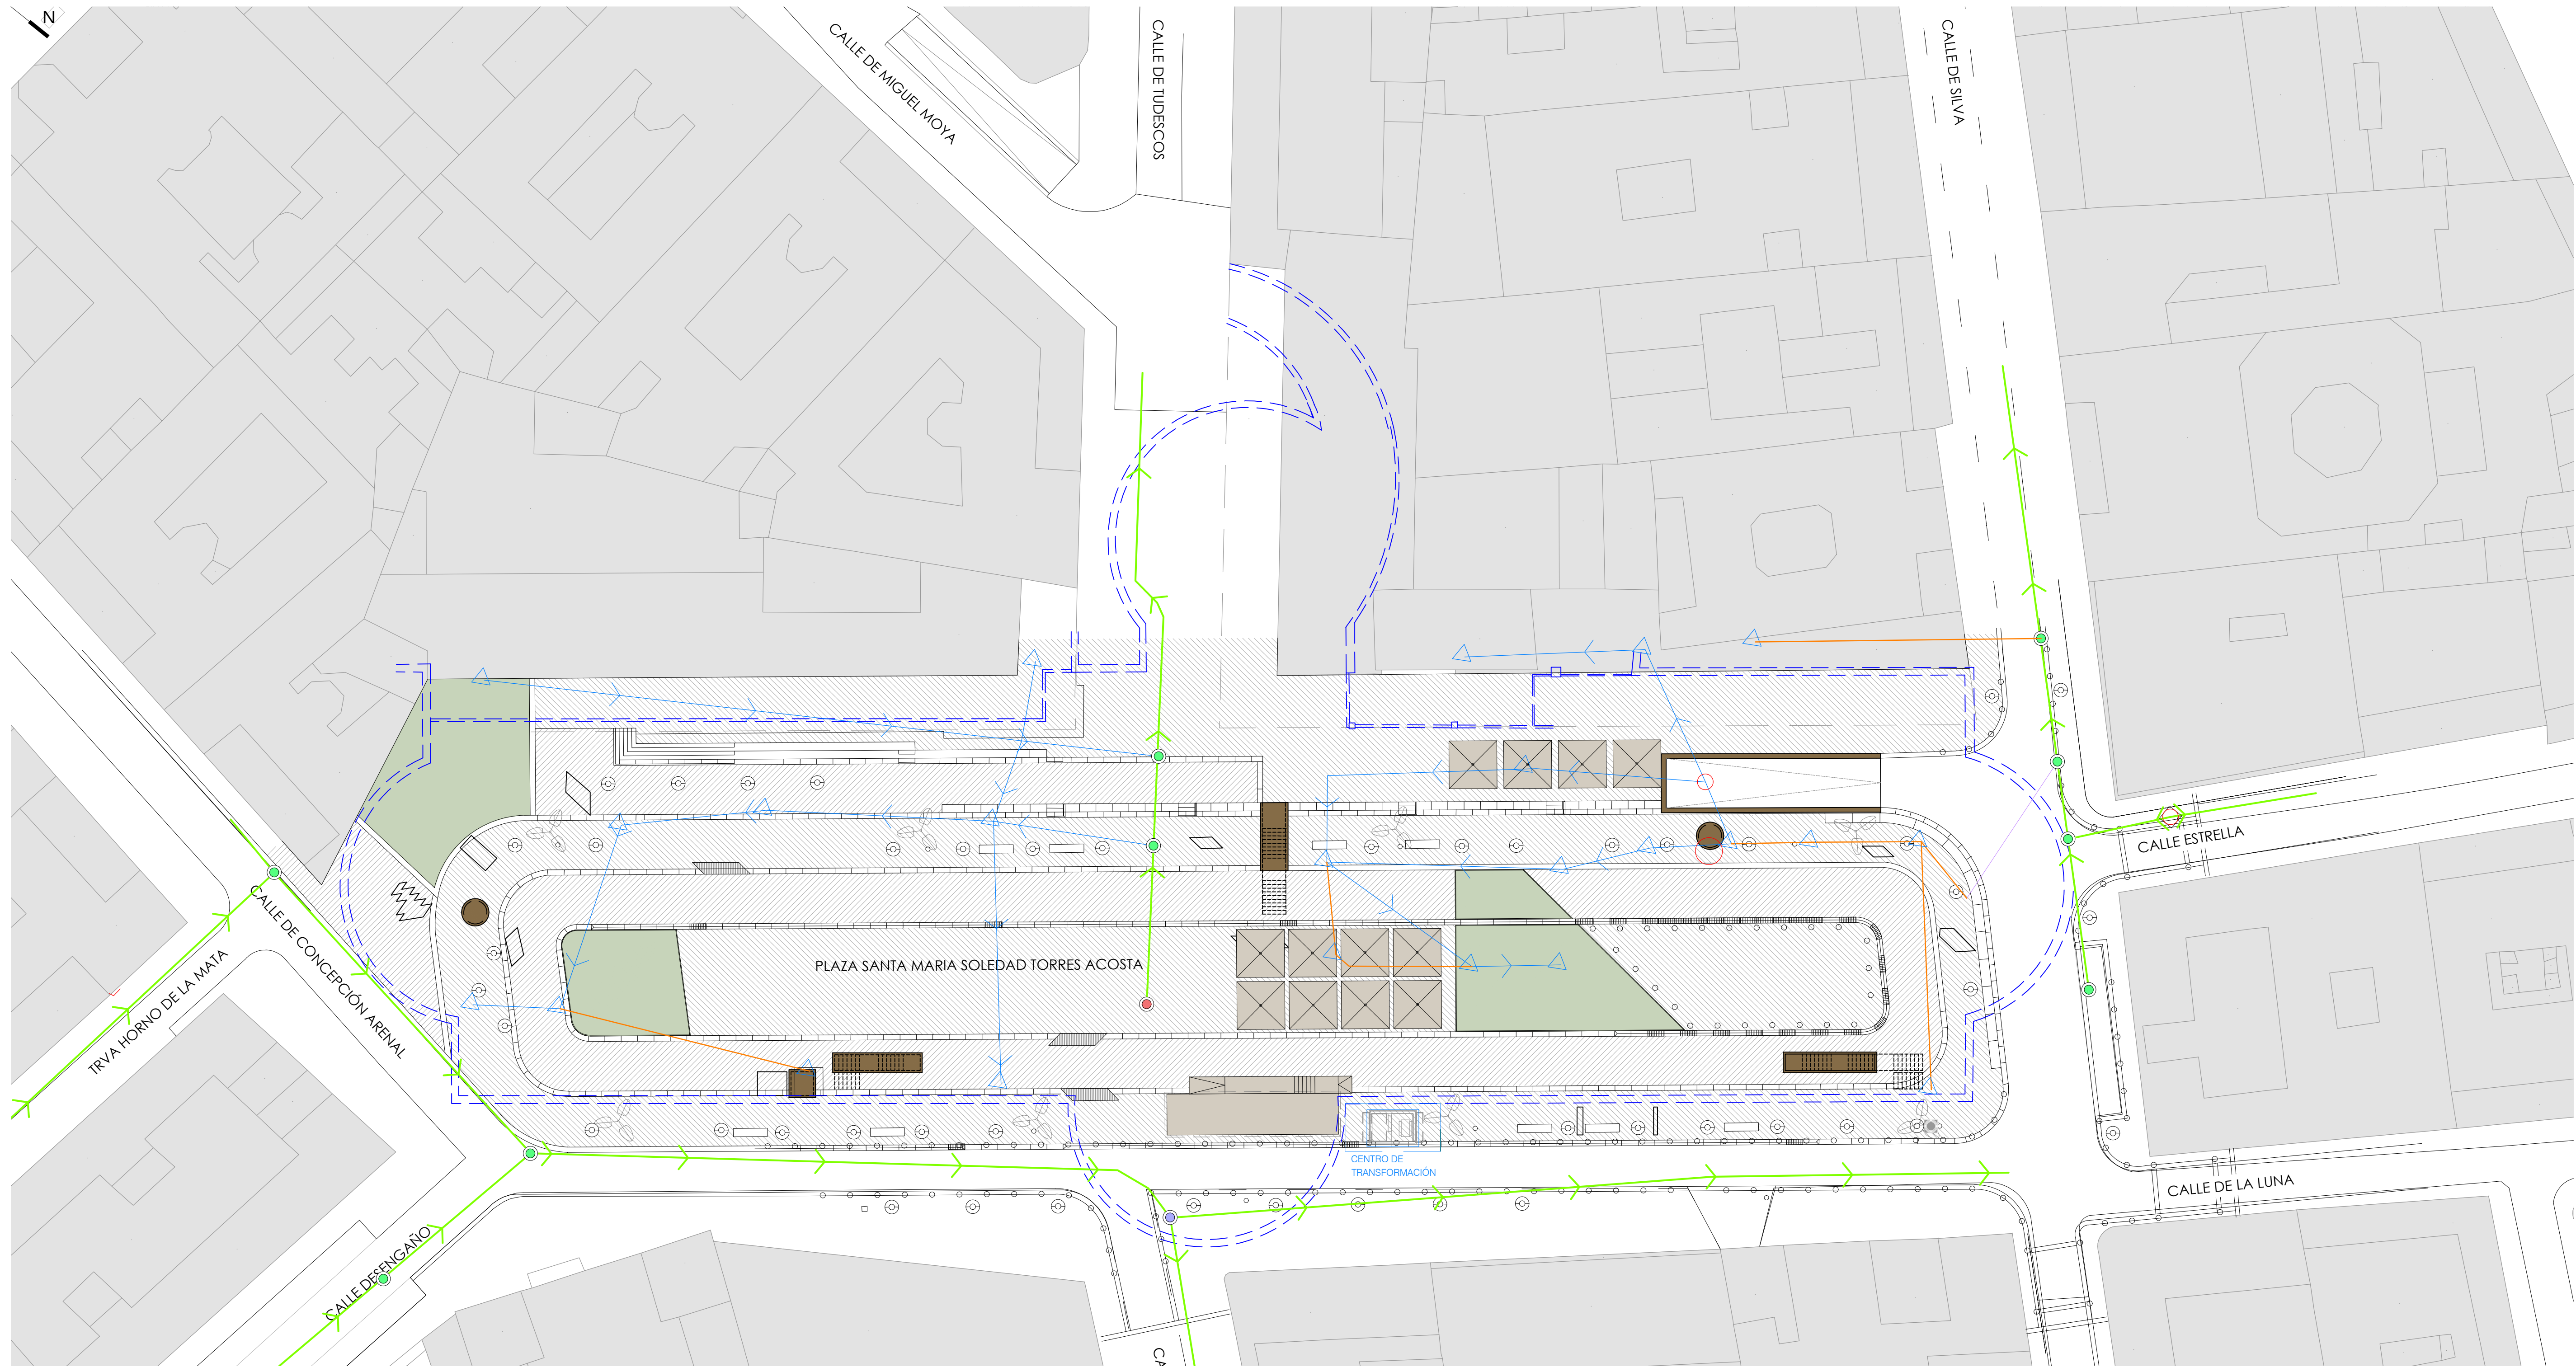 N
CALLE DE MIGUEL MOYA
CALLE DE TUDESCOS
CALLE DE SILVA
CALLE ESTRELLA
CALLE DE CONCEPCIÓN ARENAL
TRVA HORNO DE LA MATA
PLAZA SANTA MARIA SOLEDAD TORRES ACOSTA
CENTRO DE
TRANSFORMACIÓN
CALLE DE LA LUNA
CALLE DESENGAÑO
CA